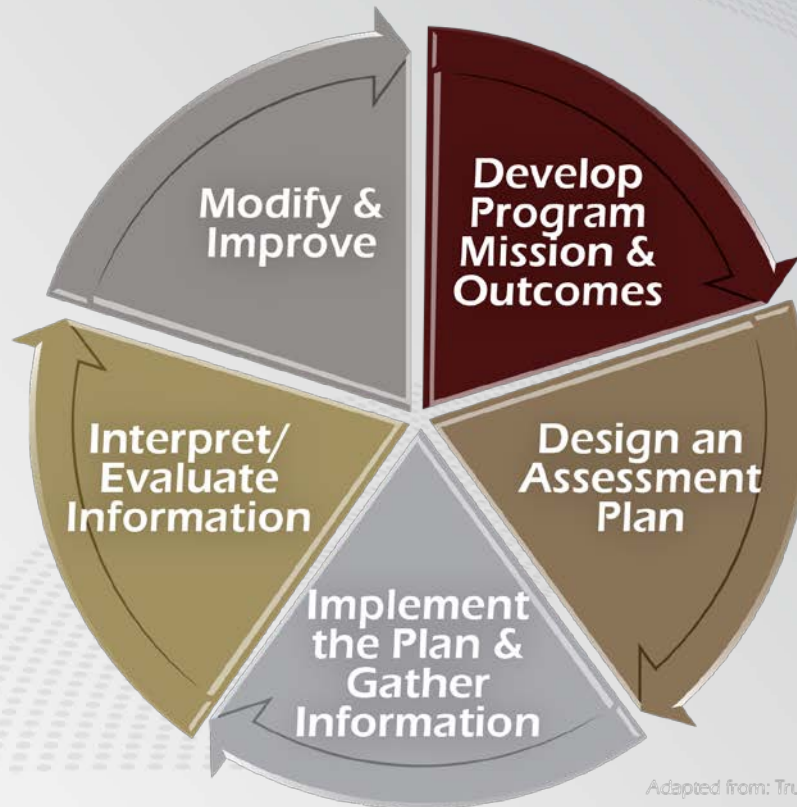 Modify &
Improve
Develop
Program
Mission &
Outcomes
Design an
Assessment
Plan
Implement
the Plan &
Gather
Information
Interpret/
Evaluate
Information
Adapted from: